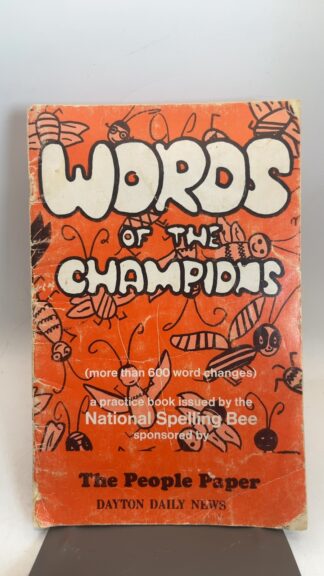 WORDS
OF THE
CHAMPIONS
(more than 600 word changes)
a practice book issued by the
National Spelling Bee
sponsored by
The People Paper
DAYTON DAILY NEWS